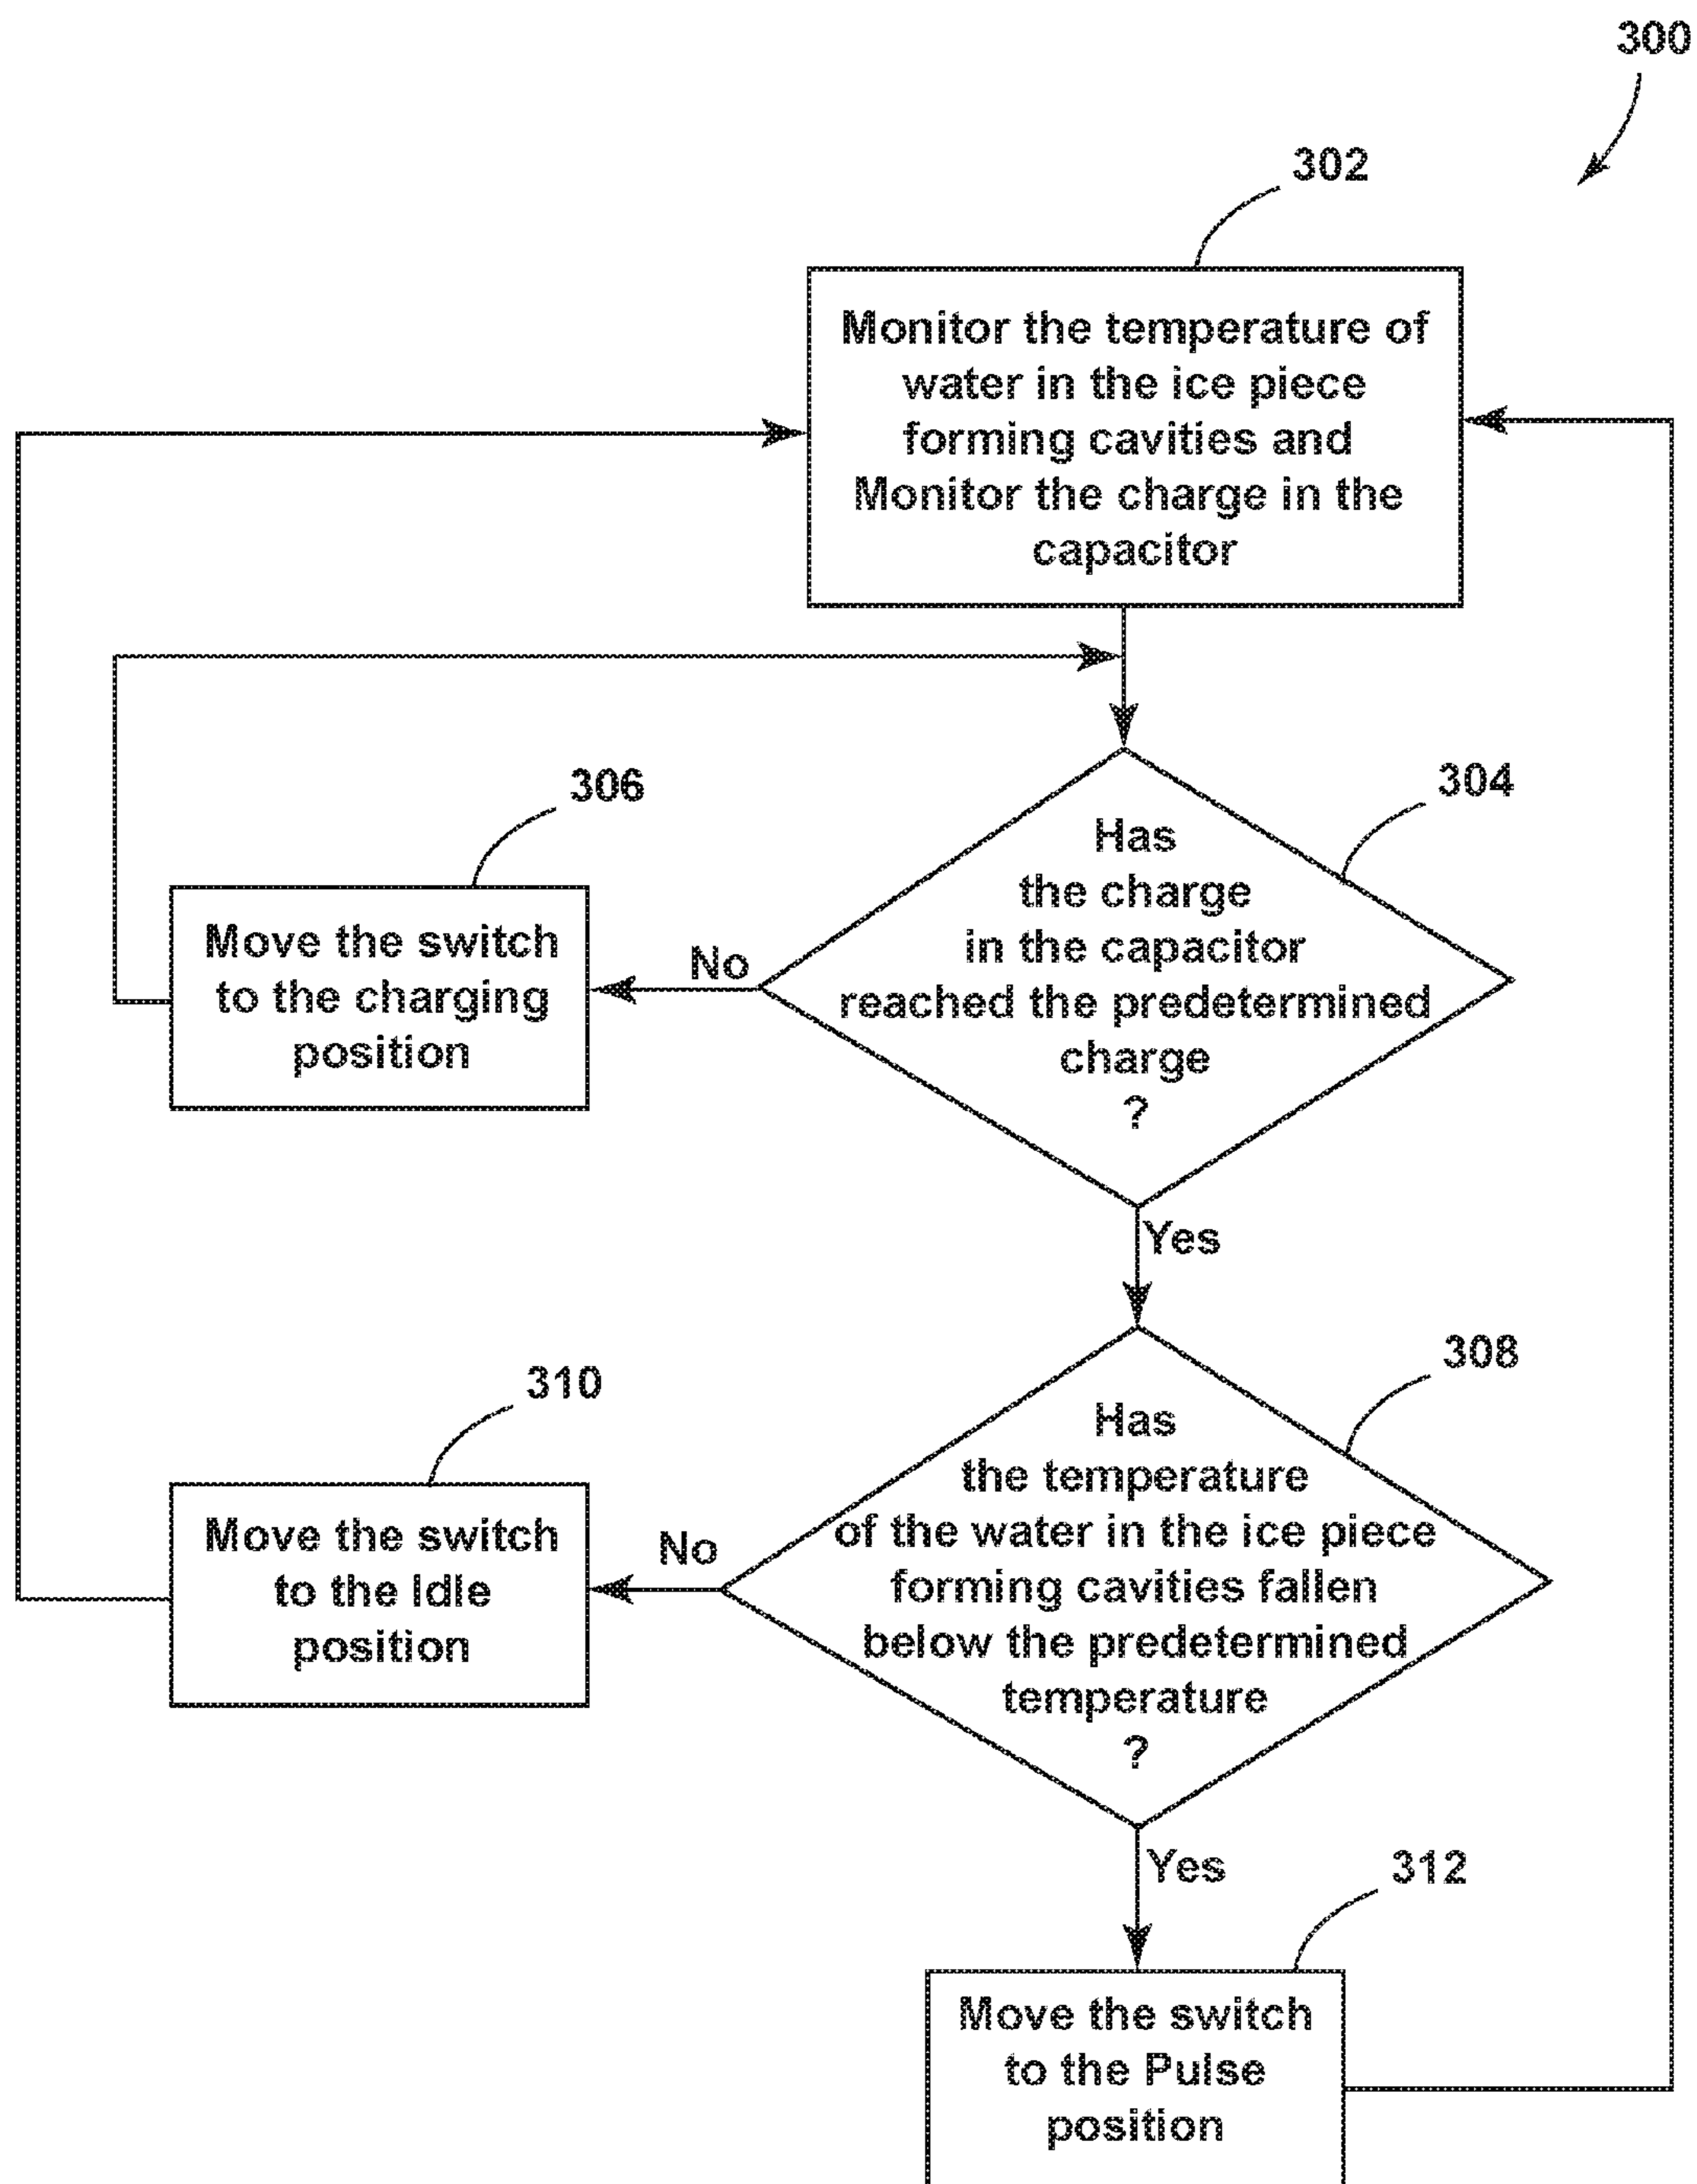 300
302
Monitor the temperature of
water in the ice piece
forming cavities and
Monitor the charge in the
capacitor
304
Has
the charge
in the capacitor
reached the predetermined
charge
?
306
No
Move the switch
to the charging
position
Yes
308
Has
the temperature
of the water in the ice piece
forming cavities fallen
below the predetermined
temperature
?
310
No
Move the switch
to the Idle
position
Yes
312
Move the switch
to the Pulse
position